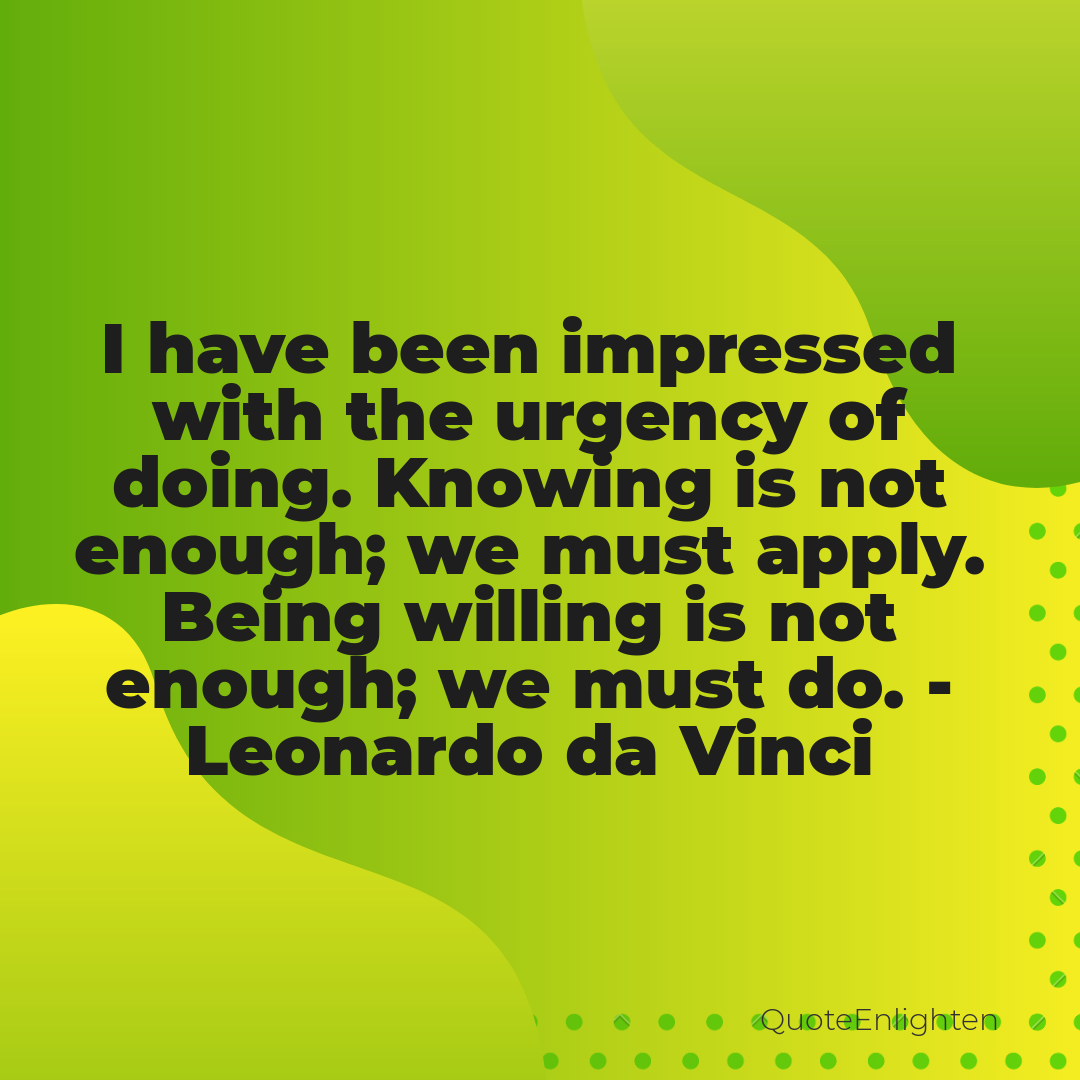 I have been impressed
with the urgency of
doing. Knowing is not
enough; we must apply.
Being willing is not
enough; we must do. -
Leonardo da Vinci
QuoteEnlighten